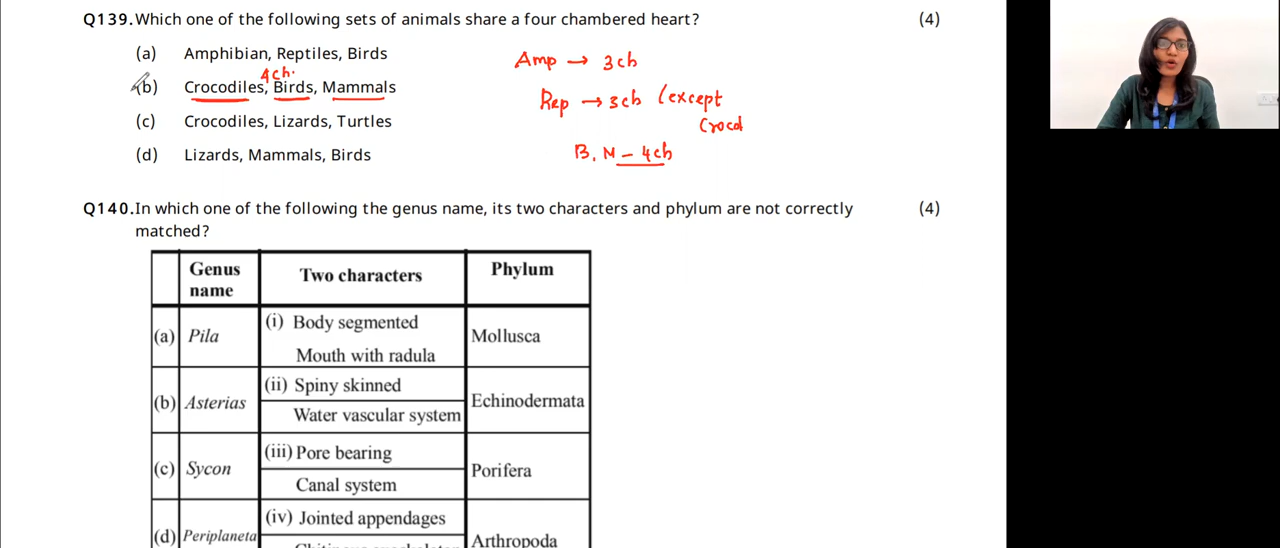 Q139. Which one of the following sets of animals share a four chambered heart? (4)
(a) Amphibian, Reptiles, Birds
4ch.
(b) Crocodiles, Birds, Mammals
(c) Crocodiles, Lizards, Turtles
(d) Lizards, Mammals, Birds
Amp → 3ch
Rep → 3ch (except
Crocd
B, M – 4ch
Q140. In which one of the following the genus name, its two characters and phylum are not correctly (4)
matched?
Genus name Two characters Phylum
(a) Pila (i) Body segmented Mollusca
Mouth with radula
(b) Asterias (ii) Spiny skinned Echinodermata
Water vascular system
(c) Sycon (iii) Pore bearing Porifera
Canal system
(d) Periplaneta (iv) Jointed appendages Arthropoda